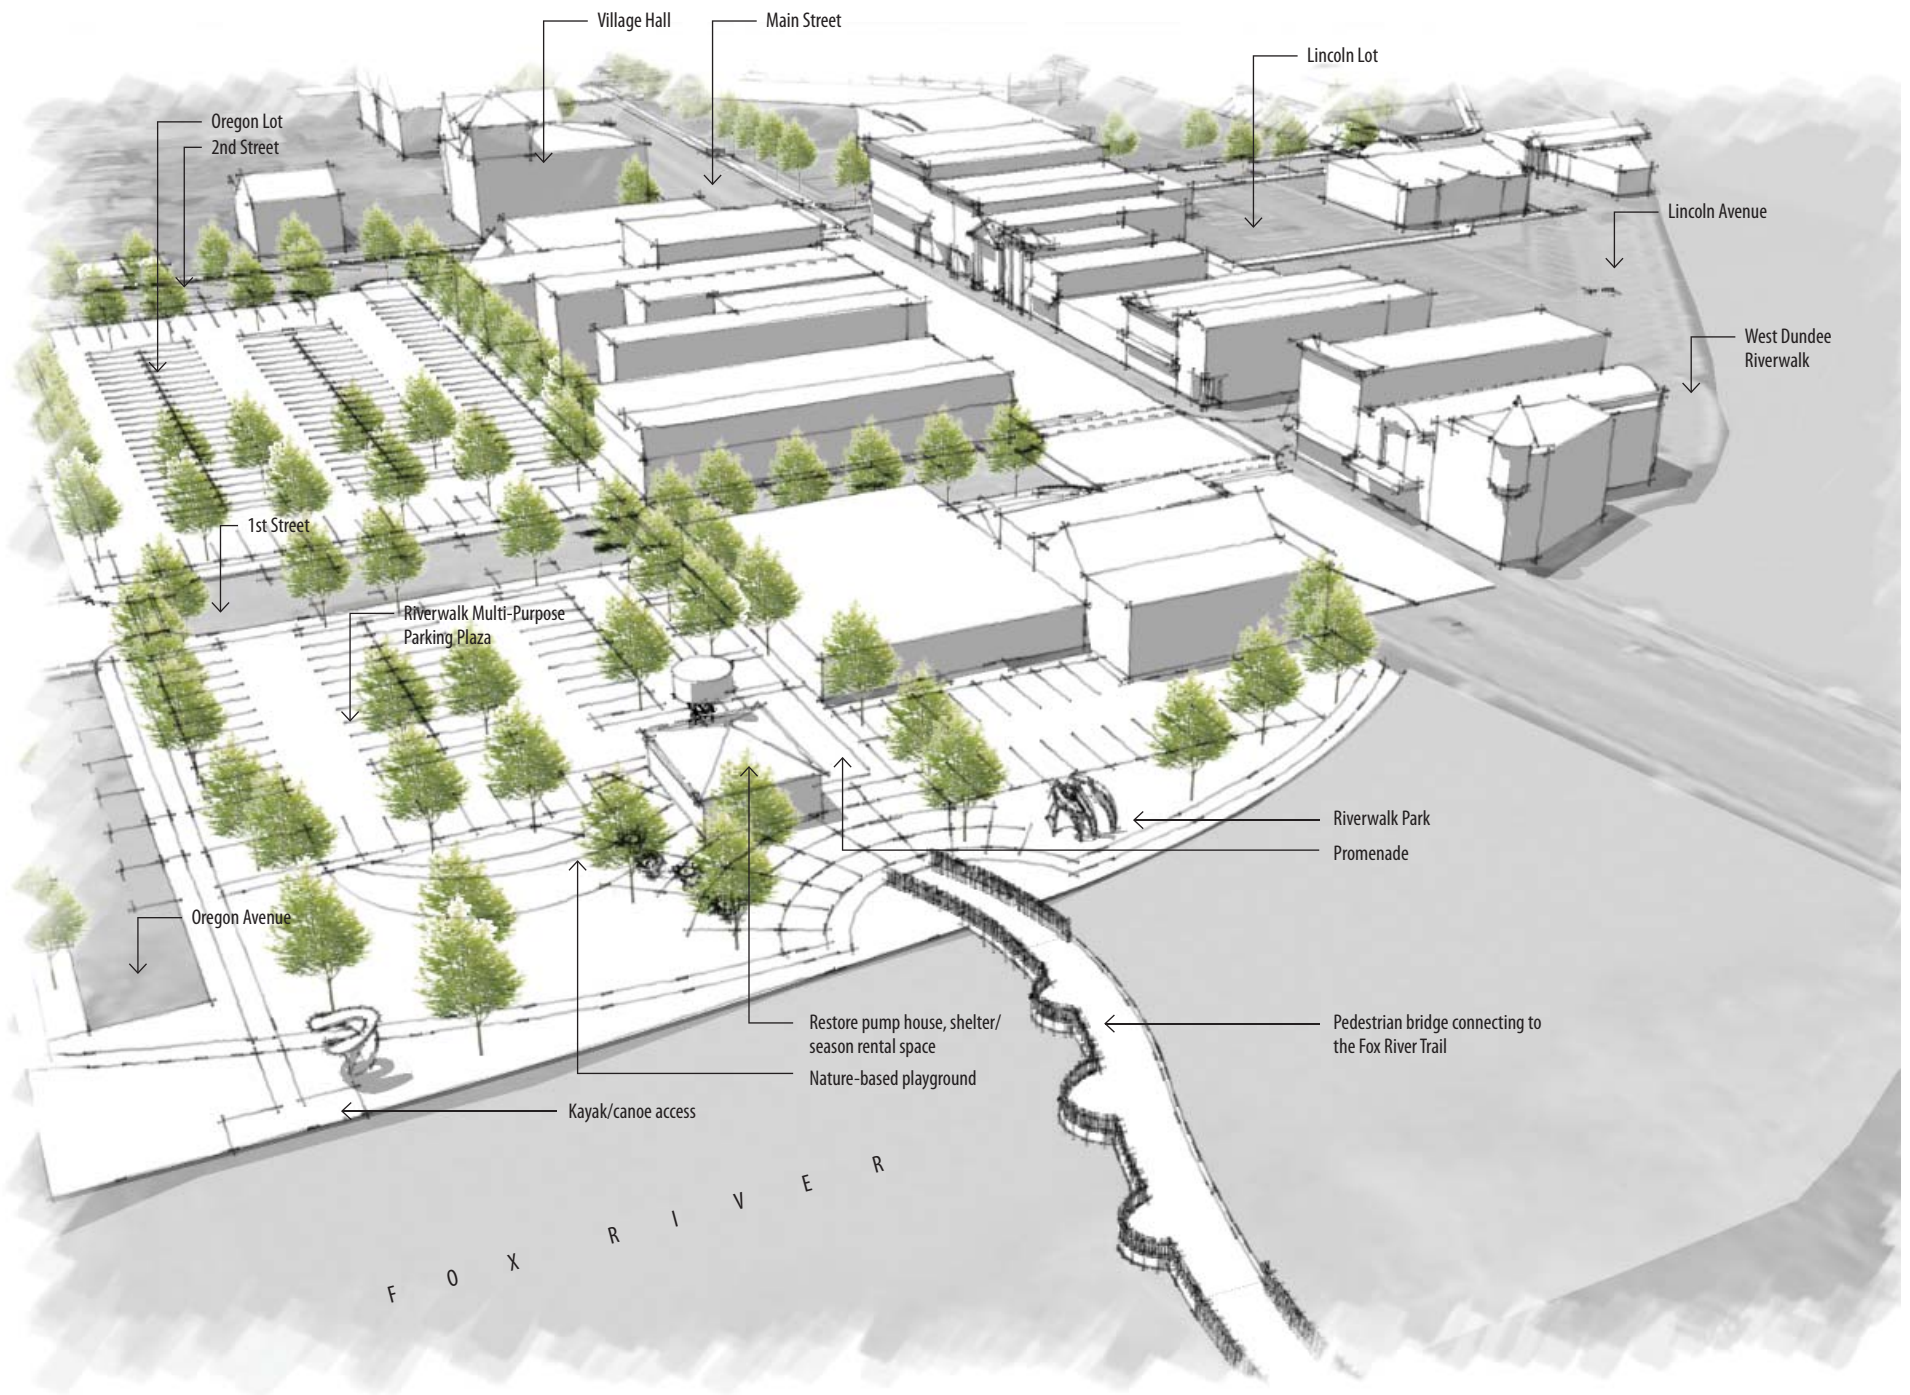 Village Hall
Main Street
Lincoln Lot
Oregon Lot
2nd Street
Lincoln Avenue
West Dundee
Riverwalk
1st Street
Riverwalk Multi-Purpose
Parking Plaza
Riverwalk Park
Promenade
Oregon Avenue
Restore pump house, shelter/
season rental space
Pedestrian bridge connecting to
the Fox River Trail
Nature-based playground
Kayak/canoe access
FOX RIVER